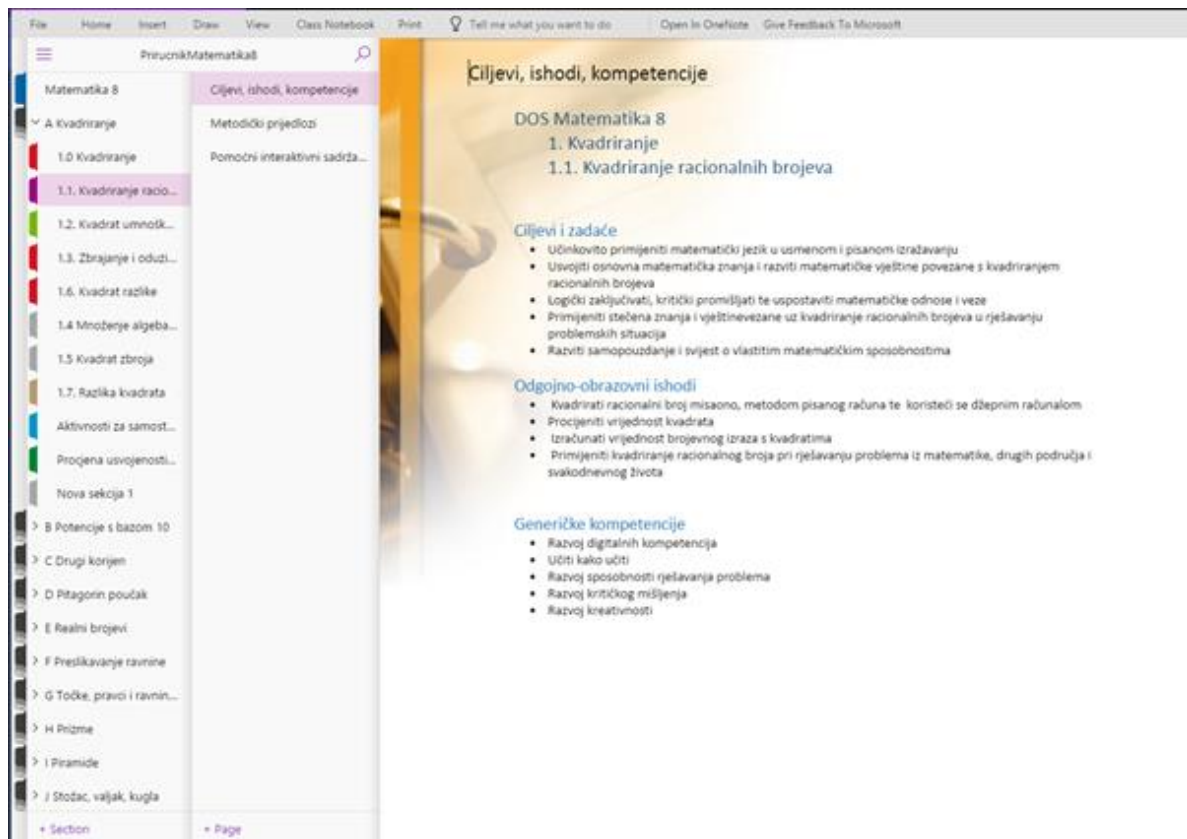 File Home Insert Draw View Class Notebook Print Tell me what you want to do Open In OneNote Give Feedback To Microsoft
PrirucnikMatematika8
Matematika 8
A Kvadriranje
1.0 Kvadriranje
1.1. Kvadriranje racio...
1.2. Kvadrat umnošk...
1.3. Zbrajanje i oduzi...
1.6. Kvadrat razlike
1.4 Množenje algeba...
1.5 Kvadrat zbroja
1.7. Razlika kvadrata
Aktivnosti za samost...
Procjena usvojenosti...
Nova sekcija 1
B Potencije s bazom 10
C Drugi korijen
D Pitagorin poučak
E Realni brojevi
F Preslikavanje ravnine
G Točke, pravci i ravnin...
H Prizme
I Piramide
J Stožac, valjak, kugla
+ Section
Ciljevi, ishodi, kompetencije
Metodički prijedlozi
Pomoćni interaktivni sadrža...
+ Page
Ciljevi, ishodi, kompetencije
DOS Matematika 8
1. Kvadriranje
1.1. Kvadriranje racionalnih brojeva
Ciljevi i zadaće
• Učinkovito primijeniti matematički jezik u usmenom i pisanom izražavanju
• Usvojiti osnovna matematička znanja i razviti matematičke vještine povezane s kvadriranjem
racionalnih brojeva
• Logički zaključivati, kritički promišljati te uspostaviti matematičke odnose i veze
• Primijeniti stečena znanja i vještinevezane uz kvadriranje racionalnih brojeva u rješavanju
problemskih situacija
• Razviti samopouzdanje i svijest o vlastitim matematičkim sposobnostima
Odgojno-obrazovni ishodi
• Kvadrirati racionalni broj misaono, metodom pisanog računa te koristeći se džepnim računalom
• Procijeniti vrijednost kvadrata
• Izračunati vrijednost brojevnog izraza s kvadratima
• Primijeniti kvadriranje racionalnog broja pri rješavanju problema iz matematike, drugih područja i
svakodnevnog života
Generičke kompetencije
• Razvoj digitalnih kompetencija
• Učiti kako učiti
• Razvoj sposobnosti rješavanja problema
• Razvoj kritičkog mišljenja
• Razvoj kreativnosti